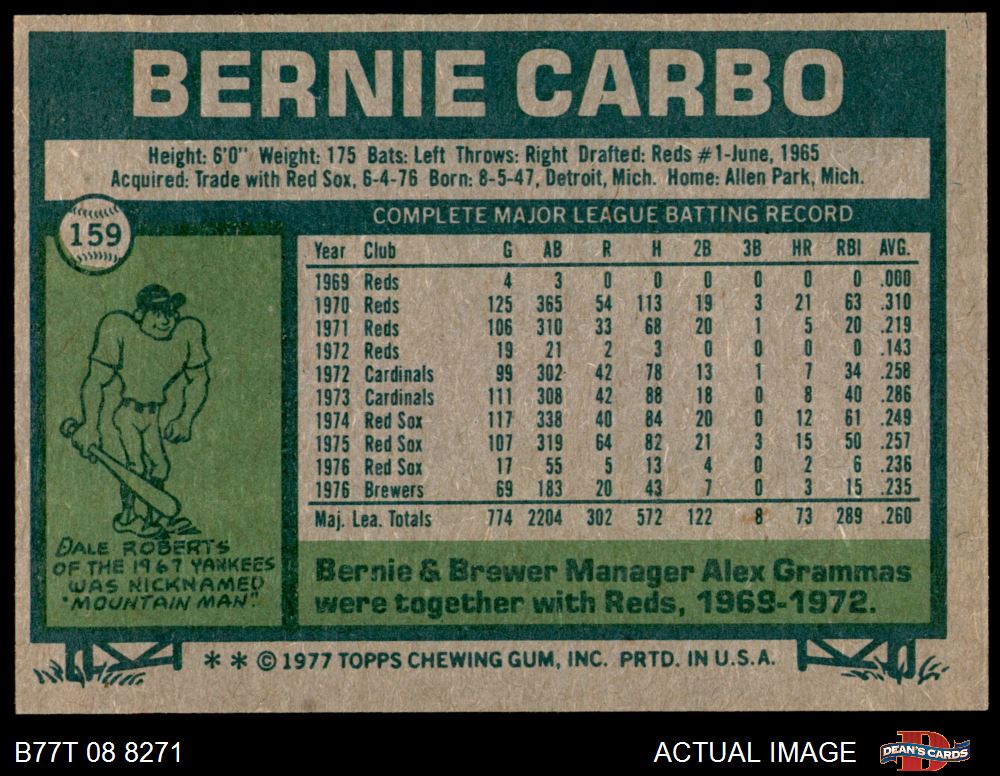 BERNIE CARBO
Height: 6'0" Weight: 175 Bats: Left Throws: Right Drafted: Reds #1-June, 1965
Acquired: Trade with Red Sox, 6-4-76 Born: 8-5-47, Detroit, Mich. Home: Allen Park, Mich.
159
COMPLETE MAJOR LEAGUE BATTING RECORD
Year Club G AB R H 2B 3B HR RBI AVG.
1969 Reds 4 3 0 0 0 0 0 0 .000
1970 Reds 125 365 54 113 19 3 21 63 .310
1971 Reds 106 310 33 68 20 1 5 20 .219
1972 Reds 19 21 2 3 0 0 0 0 .143
1972 Cardinals 99 302 42 78 13 1 7 34 .258
1973 Cardinals 111 308 42 88 18 0 8 40 .286
1974 Red Sox 117 338 40 84 20 0 12 61 .249
1975 Red Sox 107 319 64 82 21 3 15 50 .257
1976 Red Sox 17 55 5 13 4 0 2 6 .236
1976 Brewers 69 183 20 43 7 0 3 15 .235
Maj. Lea. Totals 774 2204 302 572 122 8 73 289 .260
DALE ROBERTS
OF THE 1967 YANKEES
WAS NICKNAMED
"MOUNTAIN MAN".
Bernie & Brewer Manager Alex Grammas
were together with Reds, 1969-1972.
* * © 1977 TOPPS CHEWING GUM, INC. PRTD. IN U.S.A.
B77T 08 8271
ACTUAL IMAGE
D
DEAN'S CARDS